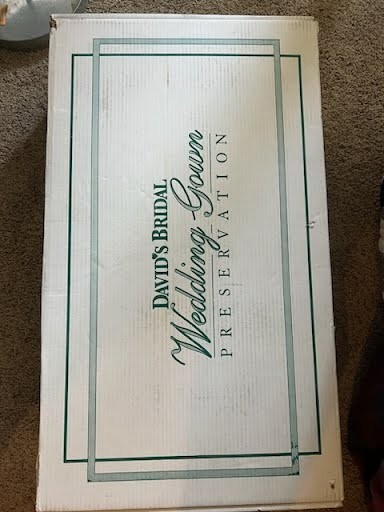 DAVID'S BRIDAL
Wedding Gown
PRESERVATION